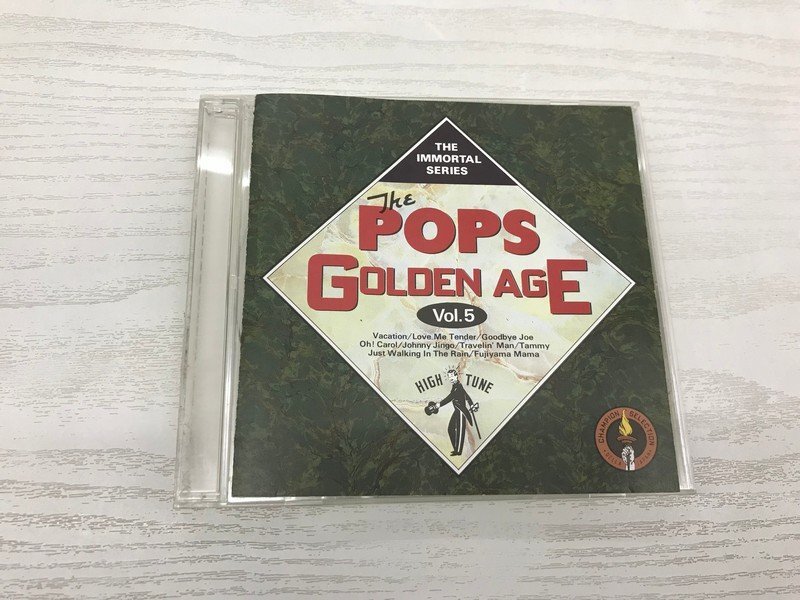 THE
IMMORTAL
SERIES
The
POPS
GOLDEN AGE
Vol.5
Vacation/Love Me Tender/Goodbye Joe
Oh! Carol/Johnny Jingo/Travelin' Man/Tammy
Just Walking In The Rain/Fujiyama Mama
HIGH TUNE
CHAMPION SELECTION